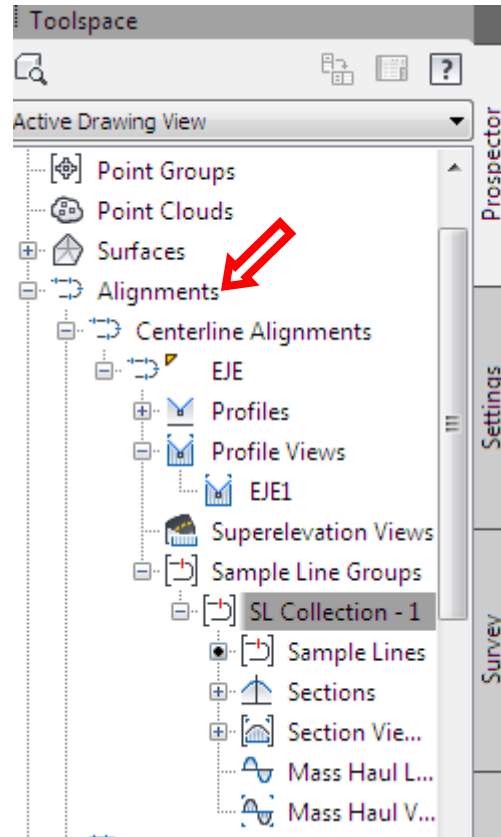 Toolspace
?
Active Drawing View
Point Groups
Point Clouds
Surfaces
Alignments
Centerline Alignments
EJE
Profiles
Profile Views
EJE1
Superelevation Views
Sample Line Groups
SL Collection - 1
Sample Lines
Sections
Section Vie...
Mass Haul L...
Mass Haul V...
Prospector
Settings
Survey